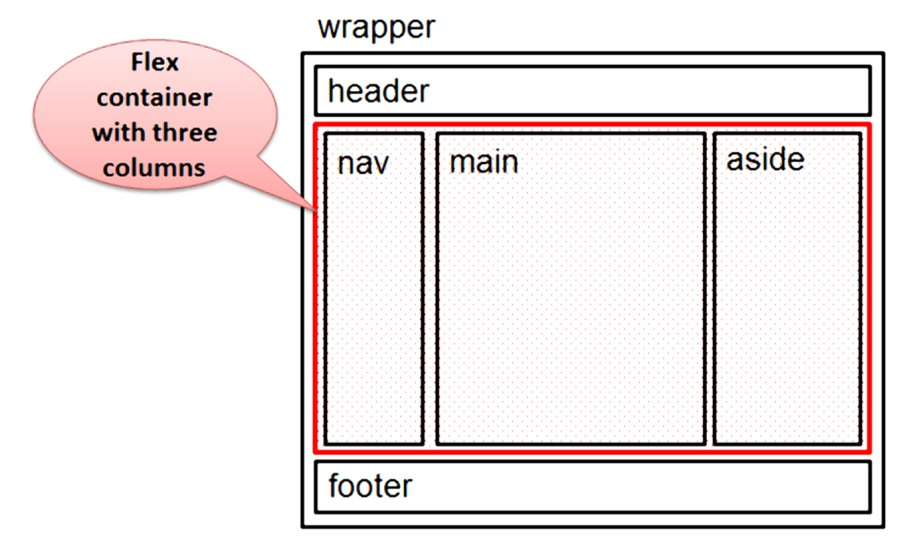 wrapper
Flex
container
with three
columns
header
nav
main
aside
footer